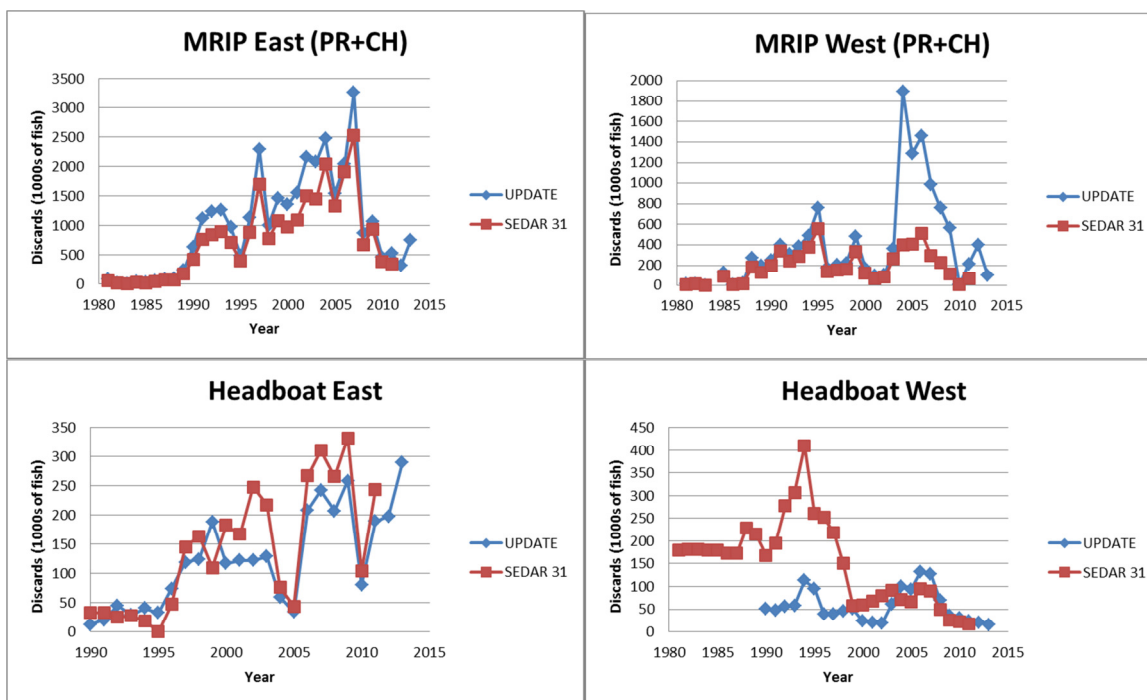 MRIP East (PR+CH)
3500
3000
2500
2000
1500
1000
500
0
Discards (1000s of fish)
1980 1985 1990 1995 2000 2005 2010 2015
Year
UPDATE
SEDAR 31
MRIP West (PR+CH)
2000
1800
1600
1400
1200
1000
800
600
400
200
0
Discards (1000s of fish)
1980 1985 1990 1995 2000 2005 2010 2015
Year
UPDATE
SEDAR 31
Headboat East
350
300
250
200
150
100
50
0
Discards (1000s of fish)
1990 1995 2000 2005 2010 2015
Year
UPDATE
SEDAR 31
Headboat West
450
400
350
300
250
200
150
100
50
0
Discards (1000s of fish)
1980 1985 1990 1995 2000 2005 2010 2015
Year
UPDATE
SEDAR 31